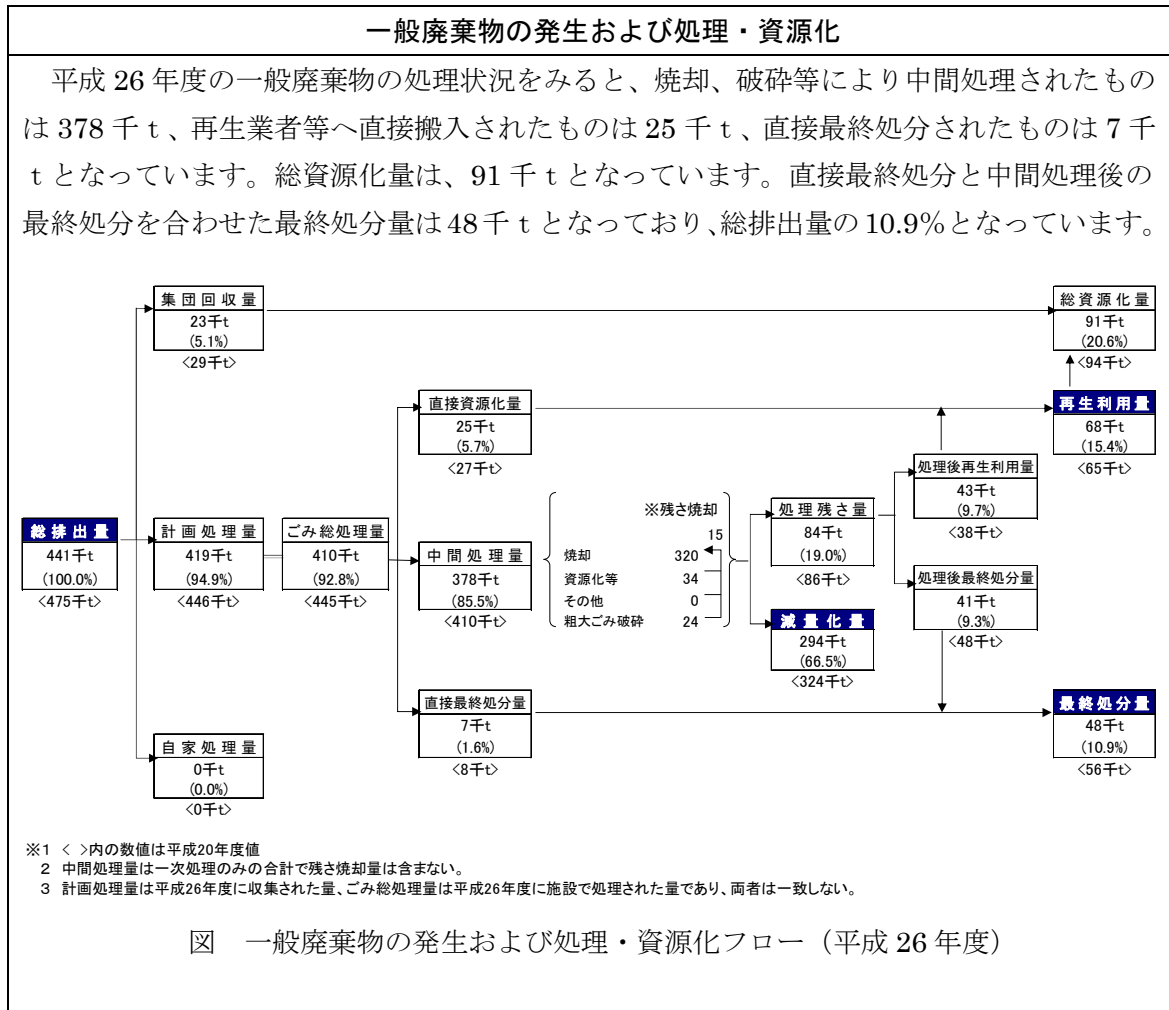 一般廃棄物の発生および処理・資源化
平成 26 年度の一般廃棄物の処理状況をみると、焼却、破砕等により中間処理されたもの
は 378 千ｔ、再生業者等へ直接搬入されたものは 25 千ｔ、直接最終処分されたものは 7 千
ｔとなっています。総資源化量は、91 千ｔとなっています。直接最終処分と中間処理後の
最終処分を合わせた最終処分量は 48 千ｔとなっており、総排出量の 10.9%となっています。
集団回収量
23千t
(5.1%)
<29千t>
総資源化量
91千t
(20.6%)
<94千t>
直接資源化量
25千t
(5.7%)
<27千t>
再生利用量
68千t
(15.4%)
<65千t>
処理後再生利用量
43千t
(9.7%)
<38千t>
総排出量
441千t
(100.0%)
<475千t>
計画処理量
419千t
(94.9%)
<446千t>
ごみ総処理量
410千t
(92.8%)
<445千t>
中間処理量
378千t
(85.5%)
<410千t>
※残さ焼却
15
焼却 320
資源化等 34
その他 0
粗大ごみ破砕 24
処理残さ量
84千t
(19.0%)
<86千t>
減量化量
294千t
(66.5%)
<324千t>
処理後最終処分量
41千t
(9.3%)
<48千t>
直接最終処分量
7千t
(1.6%)
<8千t>
最終処分量
48千t
(10.9%)
<56千t>
自家処理量
0千t
(0.0%)
<0千t>
※1 < >内の数値は平成20年度値
2 中間処理量は一次処理のみの合計で残さ焼却量は含まない。
3 計画処理量は平成26年度に収集された量、ごみ総処理量は平成26年度に施設で処理された量であり、両者は一致しない。
図 一般廃棄物の発生および処理・資源化フロー（平成 26 年度）